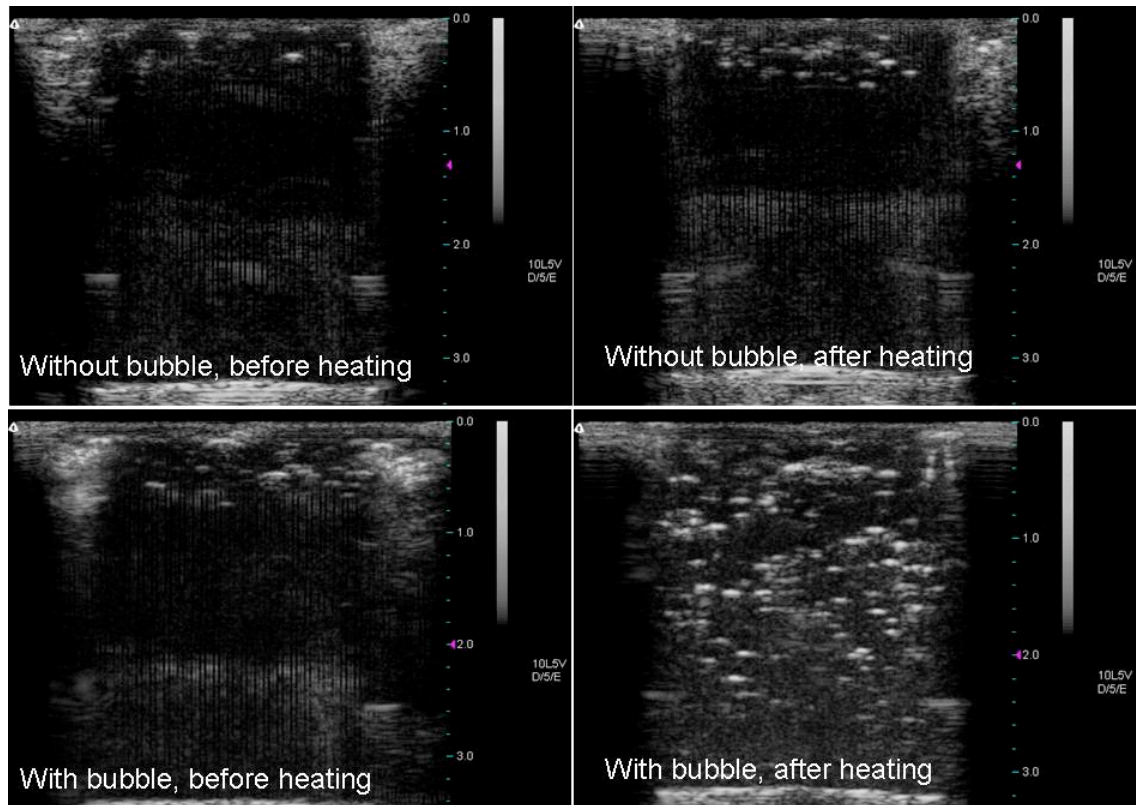 0.0
1.0
2.0
10L5V
D/5/E
3.0
Without bubble, before heating
0.0
1.0
2.0
10L5V
D/5/E
3.0
Without bubble, after heating
0.0
1.0
2.0
10L5V
D/5/E
3.0
With bubble, before heating
0.0
1.0
2.0
10L5V
D/5/E
3.0
With bubble, after heating